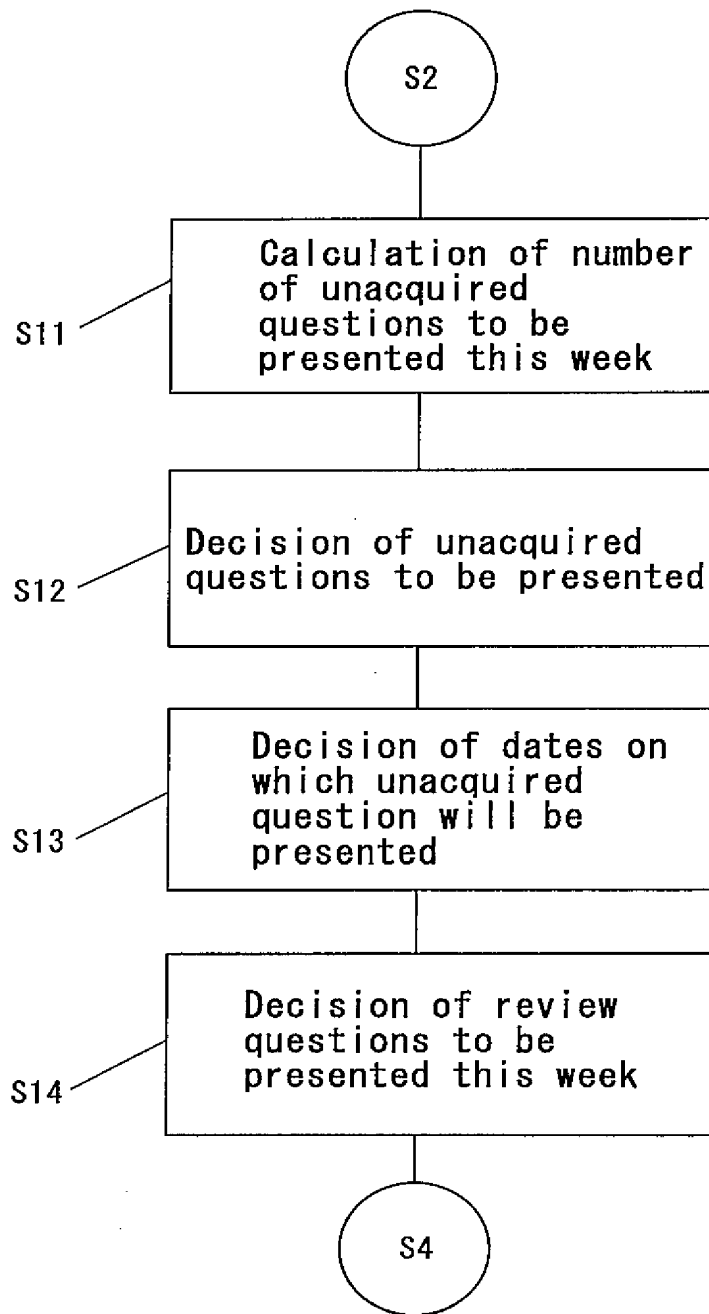 S2
Calculation of number
of unacquired
questions to be
presented this week
S11
Decision of unacquired
questions to be presented
S12
Decision of dates on
which unacquired
question will be
presented
S13
Decision of review
questions to be
presented this week
S14
S4